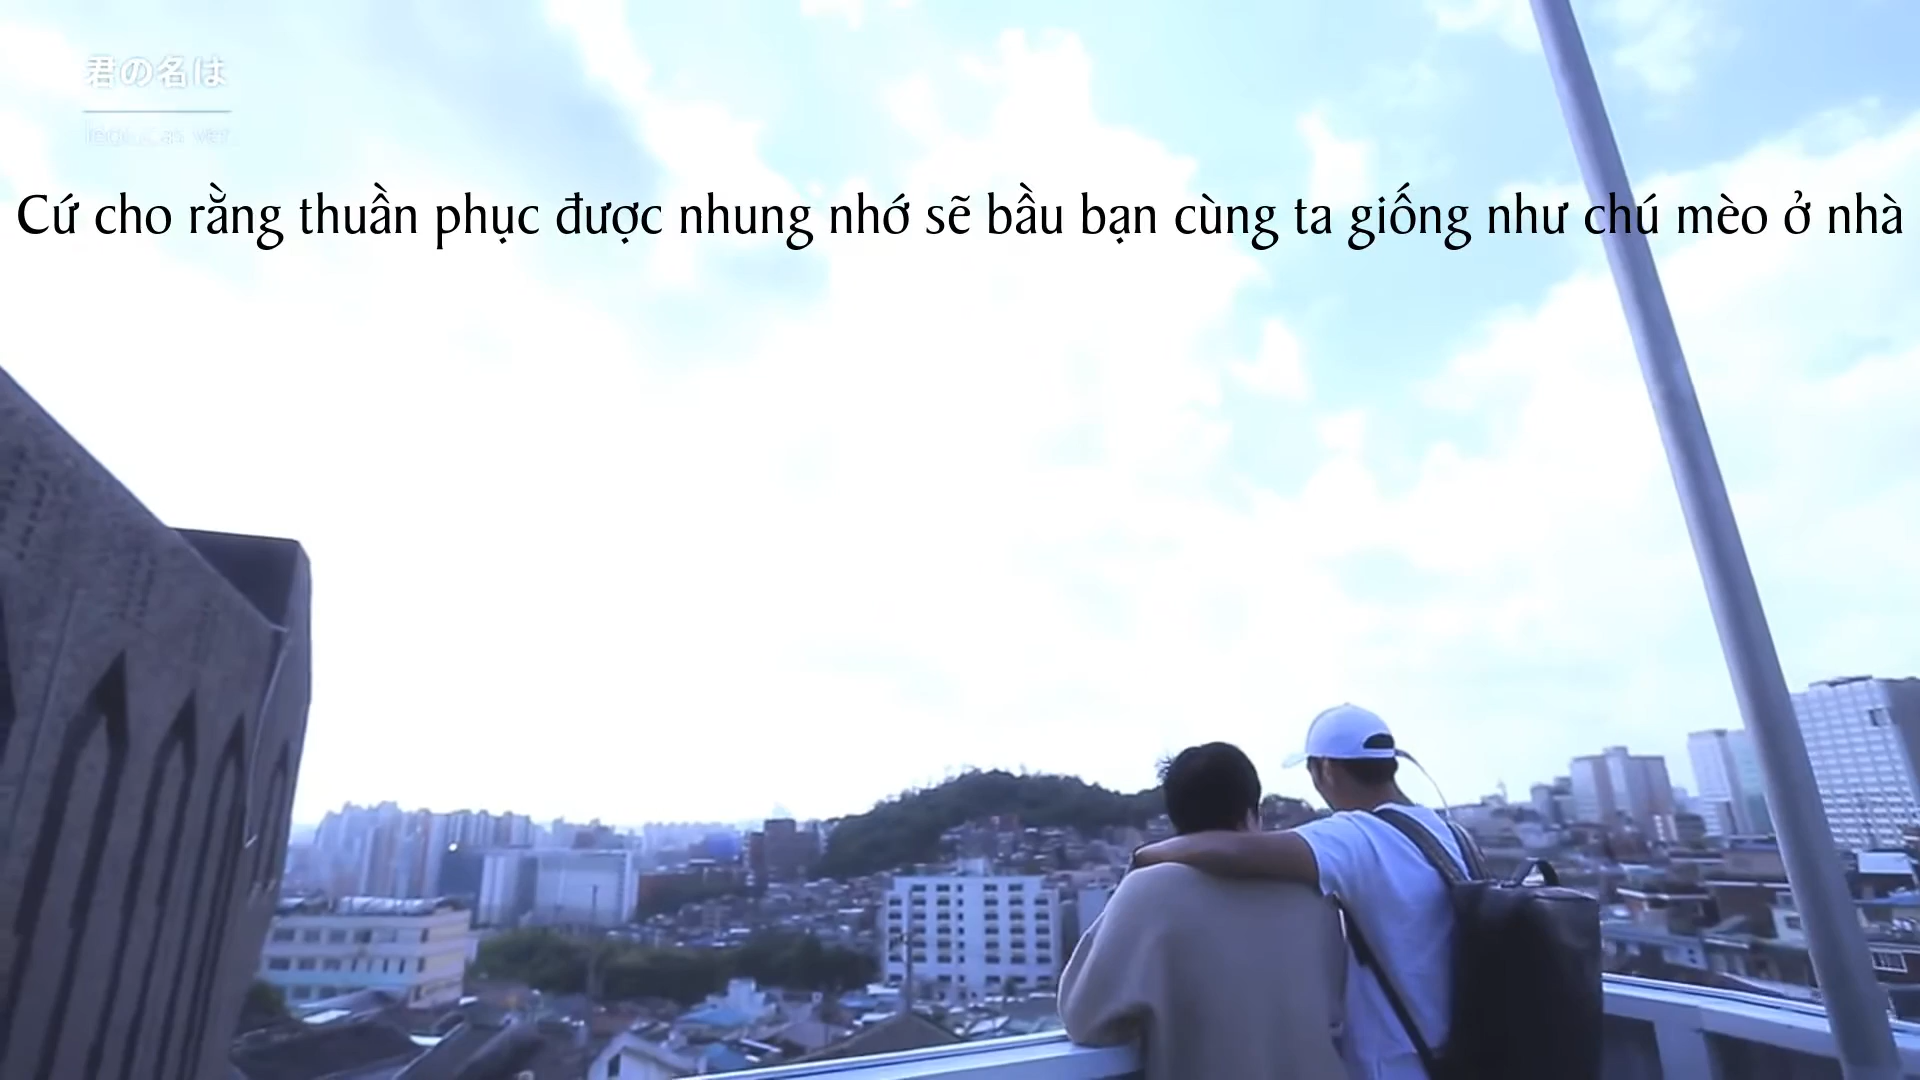 君の名は
Cứ cho rằng thuần phục được nhung nhớ sẽ bầu bạn cùng ta giống như chú mèo ở nhà